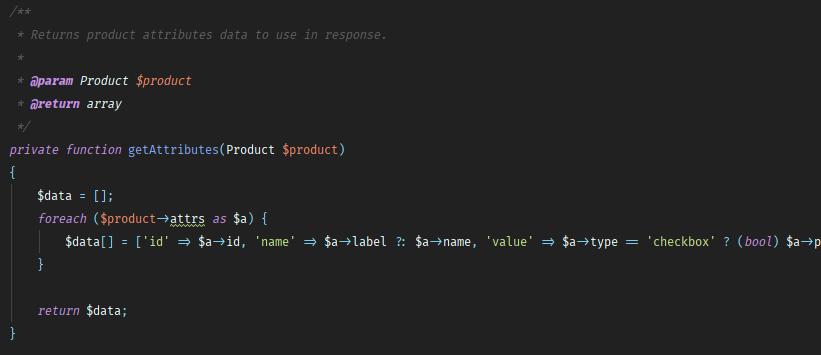 /**
 * Returns product attributes data to use in response.
 *
 * @param Product $product
 * @return array
 */
private function getAttributes(Product $product)
{
    $data = [];
    foreach ($product->attrs as $a) {
        $data[] = ['id' => $a->id, 'name' => $a->label ?: $a->name, 'value' => $a->type == 'checkbox' ? (bool) $a->p
    }

    return $data;
}